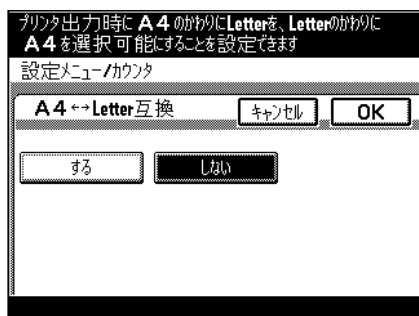 プリンタ出力時に A4 のかわりにLetterを、Letterのかわりに
A4 を選択可能にすることを設定できます
設定メニュー/カウンタ
A4↔Letter互換
キャンセル
OK
する
しない